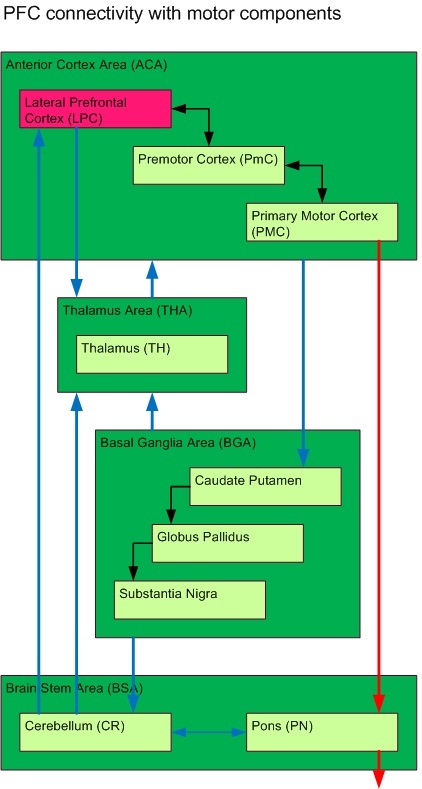 PFC connectivity with motor components
Anterior Cortex Area (ACA)
Lateral Prefrontal
Cortex (LPC)
Premotor Cortex (PmC)
Primary Motor Cortex
(PMC)
Thalamus Area (THA)
Thalamus (TH)
Basal Ganglia Area (BGA)
Caudate Putamen
Globus Pallidus
Substantia Nigra
Brain Stem Area (BSA)
Cerebellum (CR)
Pons (PN)